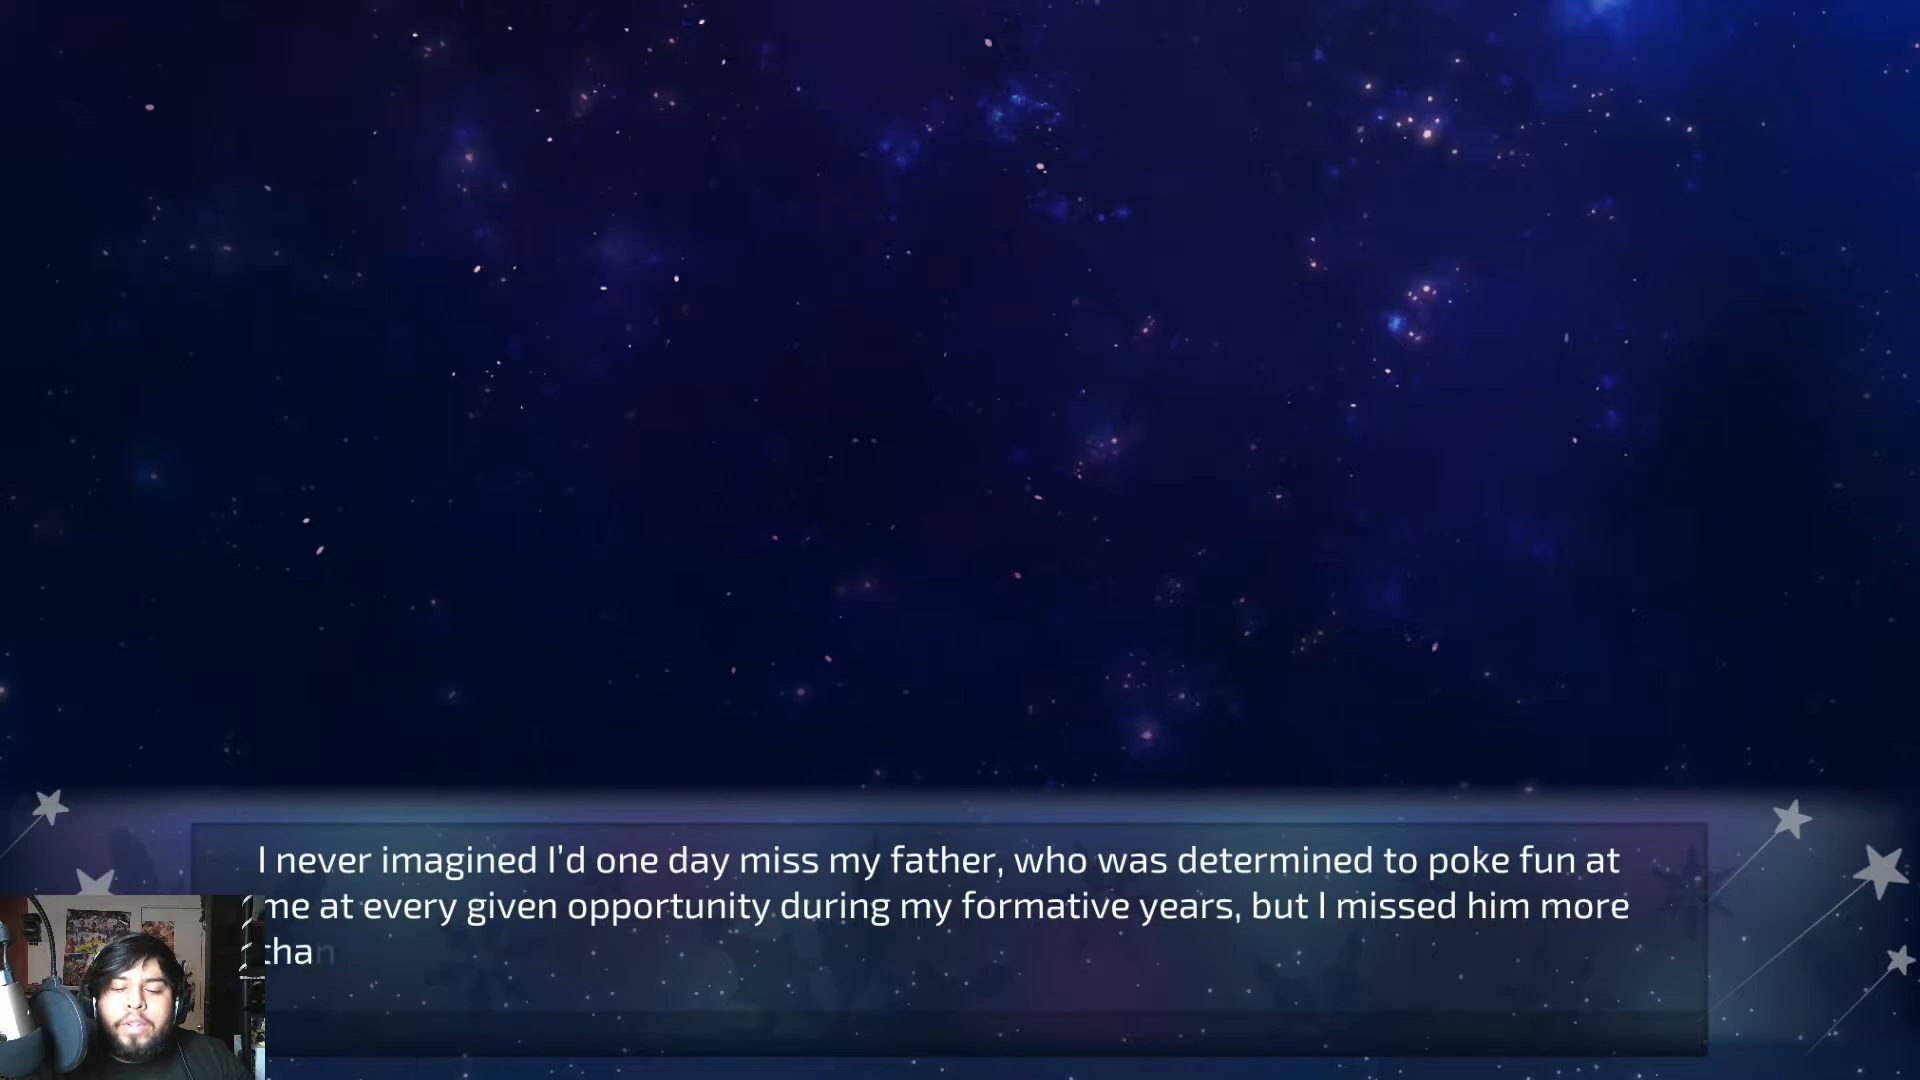 I never imagined I’d one day miss my father, who was determined to poke fun at
me at every given opportunity during my formative years, but I missed him more
than